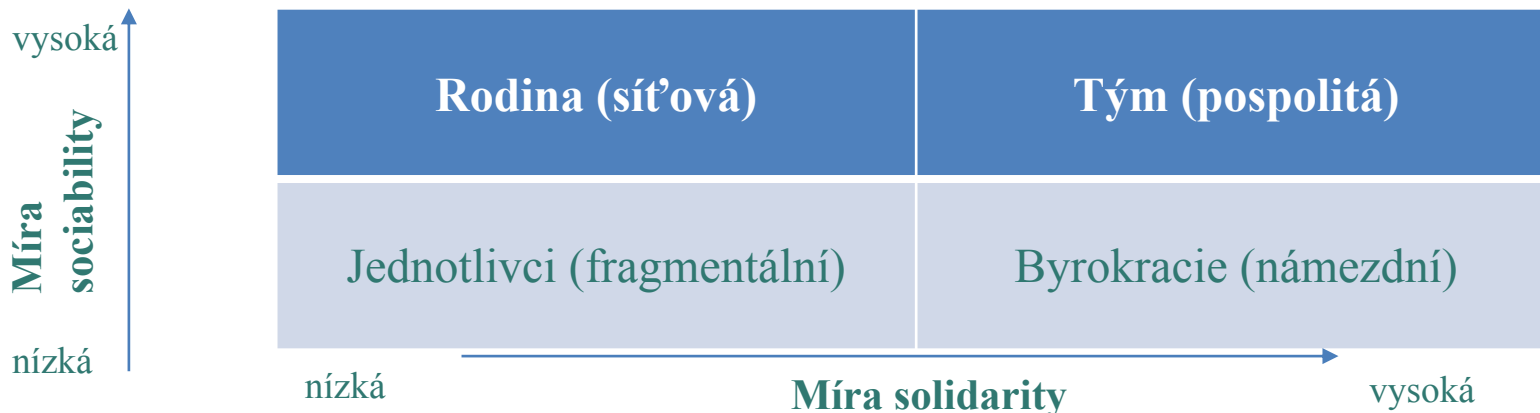 vysoká
Rodina (síťová)
Tým (pospolitá)
Míra
sociability
Jednotlivci (fragmentální)
Byrokracie (námezdní)
nízká
nízká
Míra solidarity
vysoká